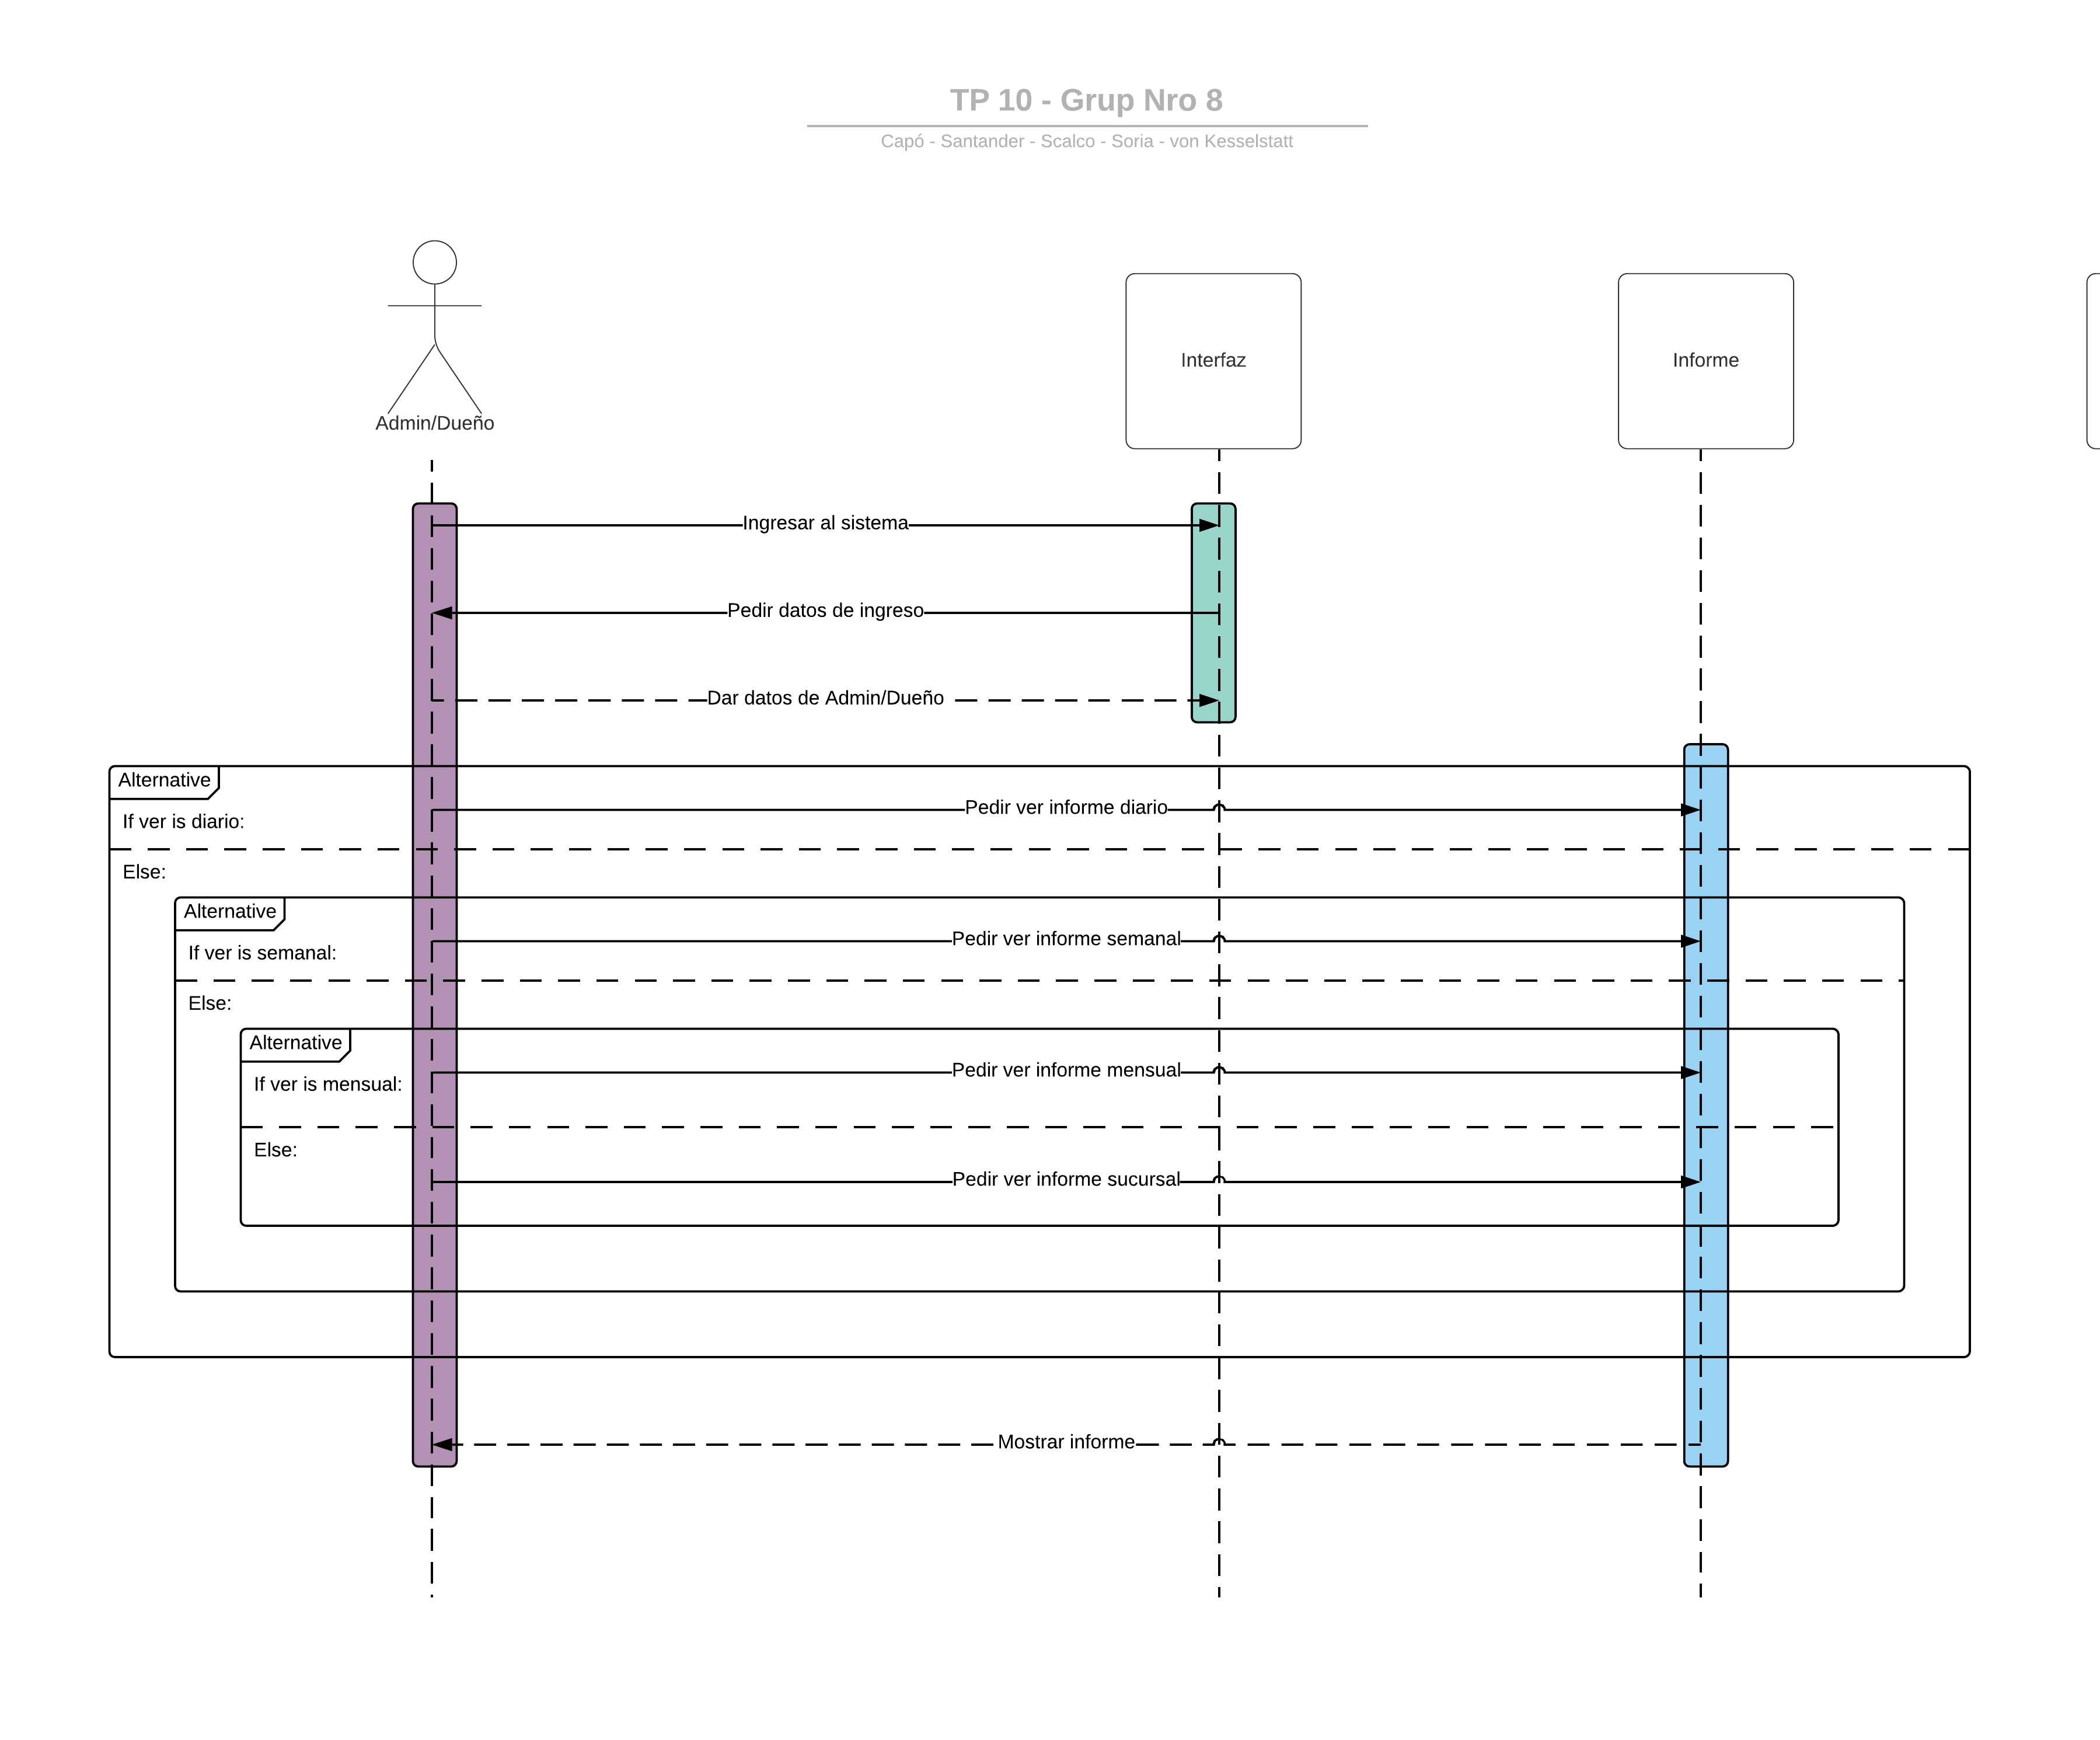 TP 10 - Grup Nro 8
Capó - Santander - Scalco - Soria - von Kesselstatt
Admin/Dueño
Interfaz
Informe
Ingresar al sistema
Pedir datos de ingreso
Dar datos de Admin/Dueño
Alternative
Pedir ver informe diario
If ver is diario:
Else:
Alternative
Pedir ver informe semanal
If ver is semanal:
Else:
Alternative
Pedir ver informe mensual
If ver is mensual:
Else:
Pedir ver informe sucursal
Mostrar informe